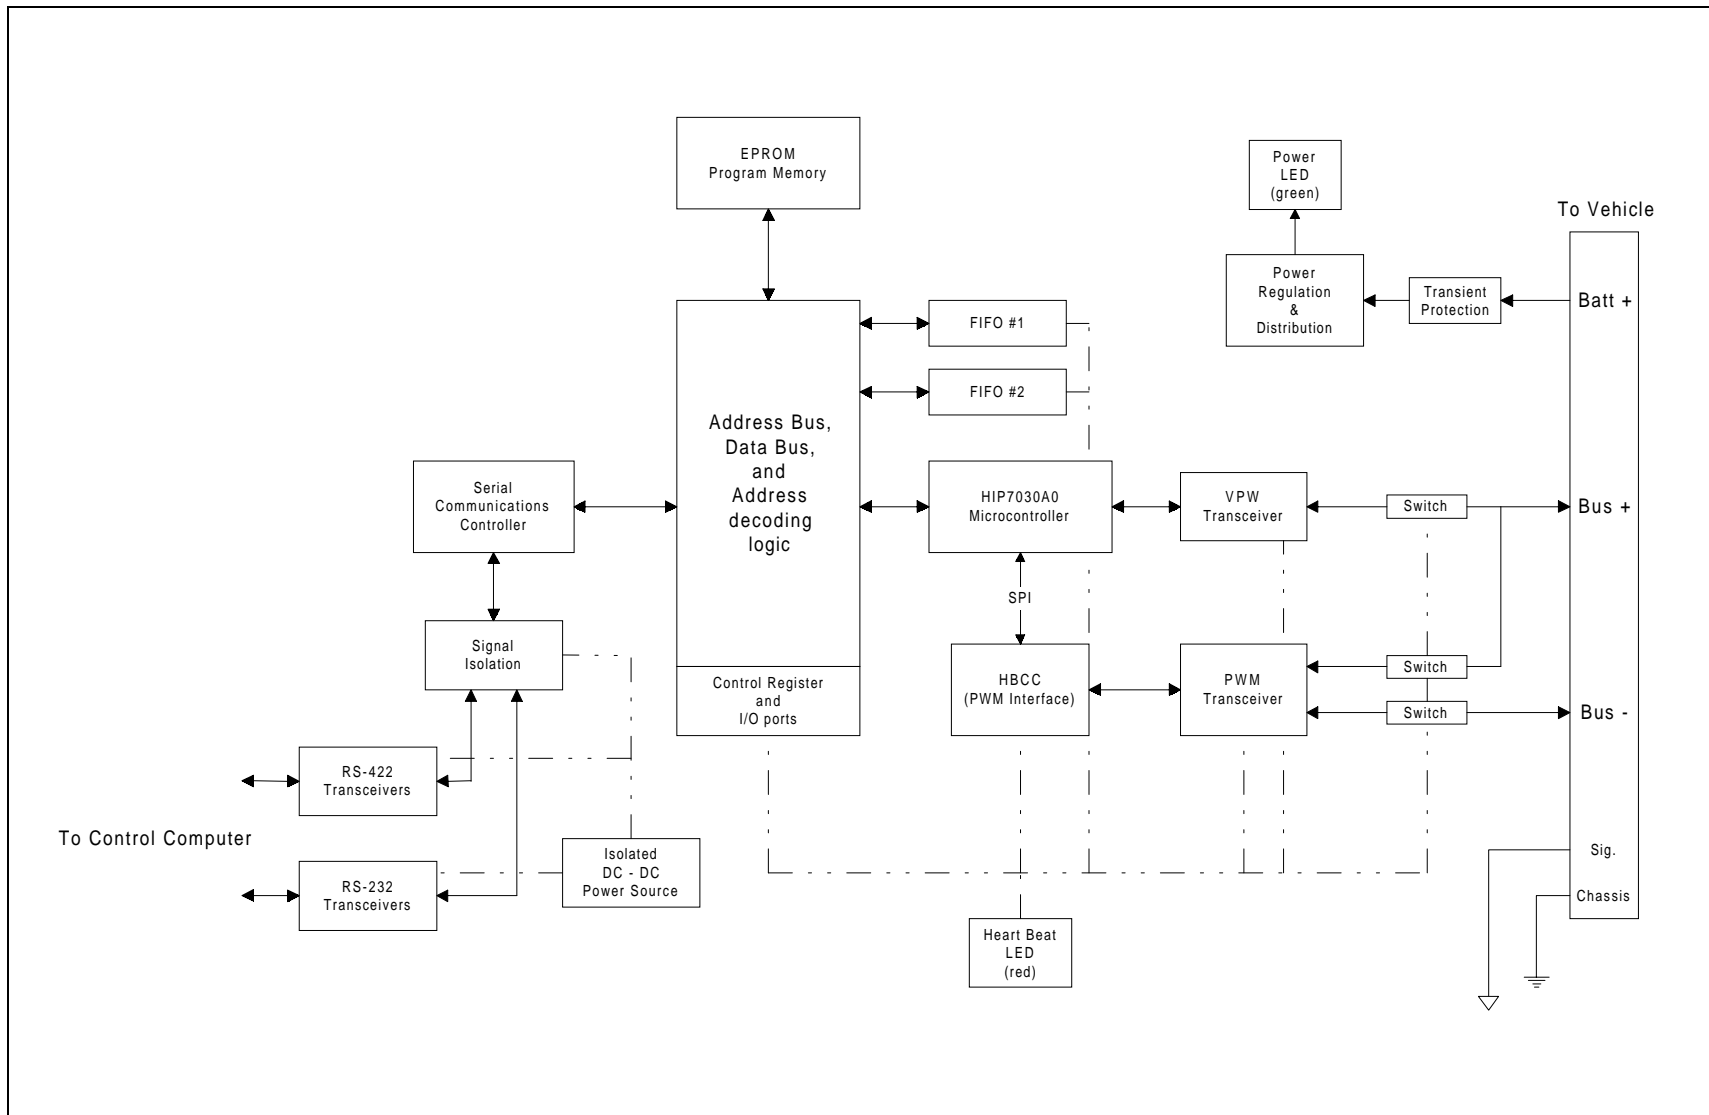 EPROM
Program Memory
Power
LED
(green)
To Vehicle
Power
Regulation
&
Distribution
Transient
Protection
Batt +
FIFO #1
FIFO #2
Address Bus,
Data Bus,
and
Address
decoding
logic
Serial
Communications
Controller
HIP7030A0
Microcontroller
VPW
Transceiver
Switch
Bus +
SPI
Signal
Isolation
Control Register
and
I/O ports
HBCC
(PWM Interface)
PWM
Transceiver
Switch
Switch
Bus -
RS-422
Transceivers
To Control Computer
RS-232
Transceivers
Isolated
DC - DC
Power Source
Heart Beat
LED
(red)
Sig.
Chassis